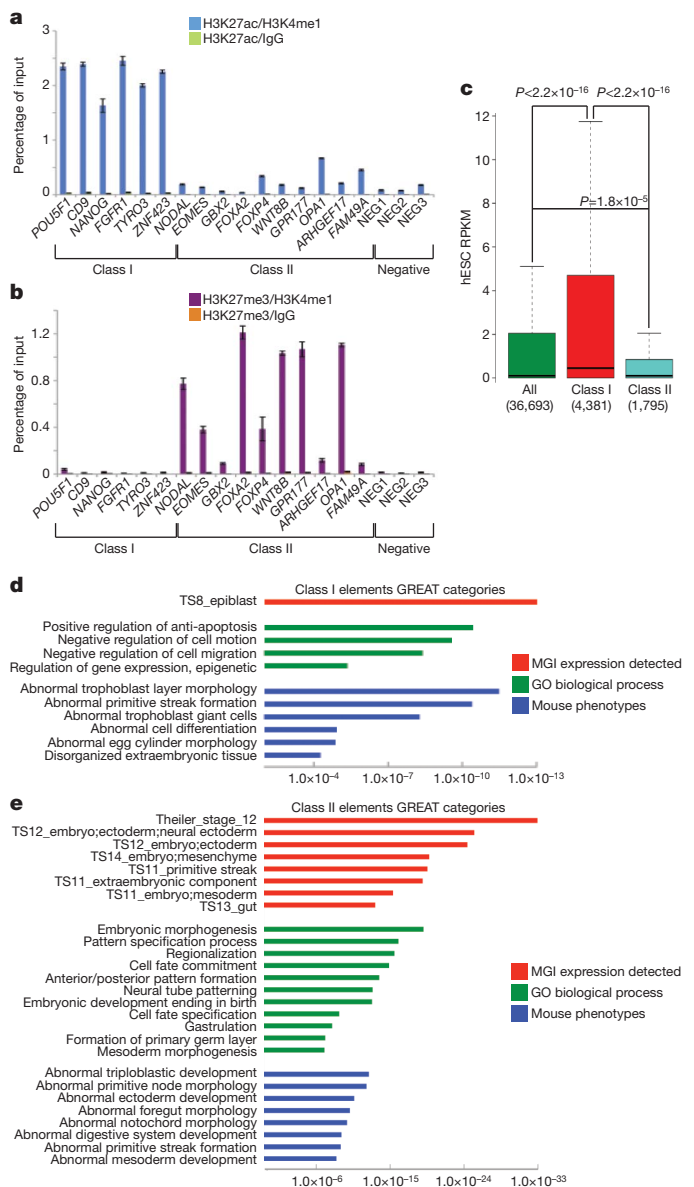 a
H3K27ac/H3K4me1
H3K27ac/IgG
Percentage of input
3
2
1
0
POU5F1
CD9
NANOG
FGFR1
TYRO3
ZNF423
NODAL
EOMES
GBX2
FOXA2
FOXP4
WNT8B
GPR177
OPA1
ARHGEF17
FAM49A
NEG1
NEG2
NEG3
Class I
Class II
Negative
b
H3K27me3/H3K4me1
H3K27me3/IgG
Percentage of input
1.2
0.8
0.4
0
POU5F1
CD9
NANOG
FGFR1
TYRO3
ZNF423
NODAL
EOMES
GBX2
FOXA2
FOXP4
WNT8B
GPR177
ARHGEF17
OPA1
FAM49A
NEG1
NEG2
NEG3
Class I
Class II
Negative
c
P<2.2×10−16 P<2.2×10−16
P=1.8×10−5
hESC RPKM
12
10
8
6
4
2
0
All
(36,693)
Class I
(4,381)
Class II
(1,795)
d
Class I elements GREAT categories
TS8_epiblast
Positive regulation of anti-apoptosis
Negative regulation of cell motion
Negative regulation of cell migration
Regulation of gene expression, epigenetic
Abnormal trophoblast layer morphology
Abnormal primitive streak formation
Abnormal trophoblast giant cells
Abnormal cell differentiation
Abnormal egg cylinder morphology
Disorganized extraembryonic tissue
MGI expression detected
GO biological process
Mouse phenotypes
1.0×10−4 1.0×10−7 1.0×10−10 1.0×10−13
e
Class II elements GREAT categories
Theiler_stage_12
TS12_embryo;ectoderm;neural ectoderm
TS12_embryo;ectoderm
TS14_embryo;mesenchyme
TS11_primitive streak
TS11_extraembryonic component
TS11_embryo;mesoderm
TS13_gut
Embryonic morphogenesis
Pattern specification process
Regionalization
Cell fate commitment
Anterior/posterior pattern formation
Neural tube patterning
Embryonic development ending in birth
Cell fate specification
Gastrulation
Formation of primary germ layer
Mesoderm morphogenesis
Abnormal triploblastic development
Abnormal primitive node morphology
Abnormal ectoderm development
Abnormal foregut morphology
Abnormal notochord morphology
Abnormal digestive system development
Abnormal primitive streak formation
Abnormal mesoderm development
MGI expression detected
GO biological process
Mouse phenotypes
1.0×10−6 1.0×10−15 1.0×10−24 1.0×10−33